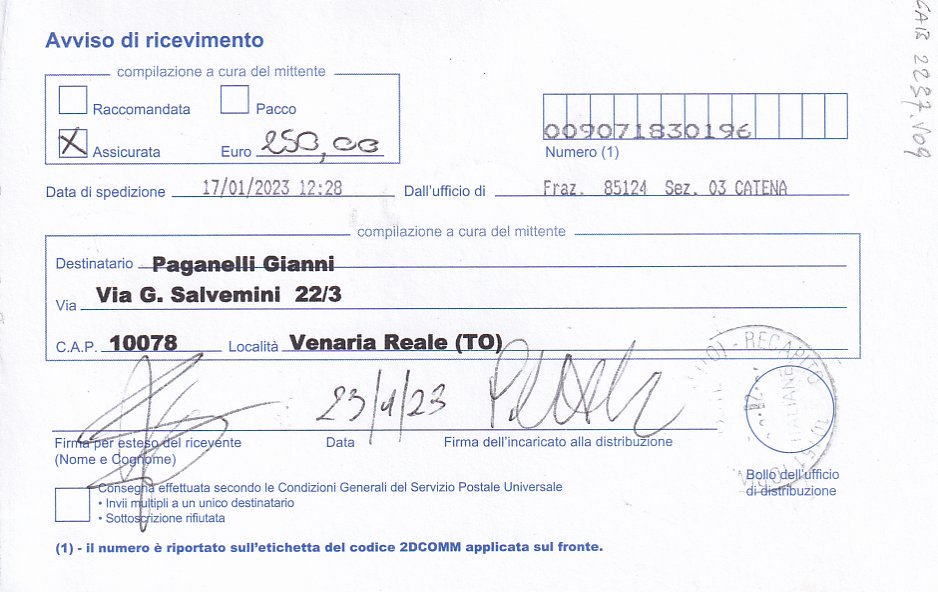 Avviso di ricevimento
compilazione a cura del mittente
Raccomandata Pacco
X Assicurata Euro 250,00
009071830196
Numero (1)
Data di spedizione 17/01/2023 12:28 Dall'ufficio di Fraz. 85124 Sez. 03 CATENA
compilazione a cura del mittente
Destinatario Paganelli Gianni
Via Via G. Salvemini 22/3
C.A.P. 10078 Località Venaria Reale (TO)
23/1/23
Firma per esteso del ricevente Data Firma dell'incaricato alla distribuzione
(Nome e Cognome)
RECAPITO
Bollo dell'ufficio
di distribuzione
Consegna effettuata secondo le Condizioni Generali del Servizio Postale Universale
• Invii multipli a un unico destinatario
• Sottoscrizione rifiutata
(1) - il numero è riportato sull'etichetta del codice 2DCOMM applicata sul fronte.
2237.V09